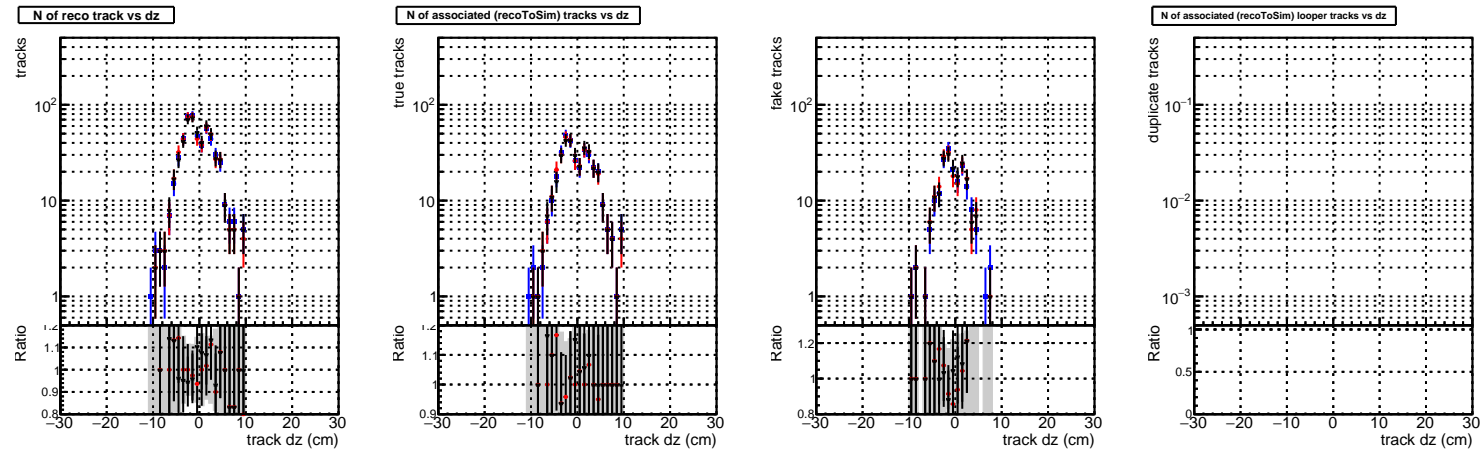 N of reco track vs dz
tracks
10²
10
1
Ratio
1.2
1.1
1
0.9
0.8
−30 −20 −10 0 10 20 30
track dz (cm)
N of associated (recoToSim) tracks vs dz
true tracks
10²
10
1
Ratio
1.2
1.1
1
0.9
−30 −20 −10 0 10 20 30
track dz (cm)
fake tracks
10²
10
1
Ratio
1.2
1
0.8
−30 −20 −10 0 10 20 30
track dz (cm)
N of associated (recoToSim) looper tracks vs dz
duplicate tracks
10⁻¹
10⁻²
10⁻³
Ratio
1
0.5
0
−30 −20 −10 0 10 20 30
track dz (cm)